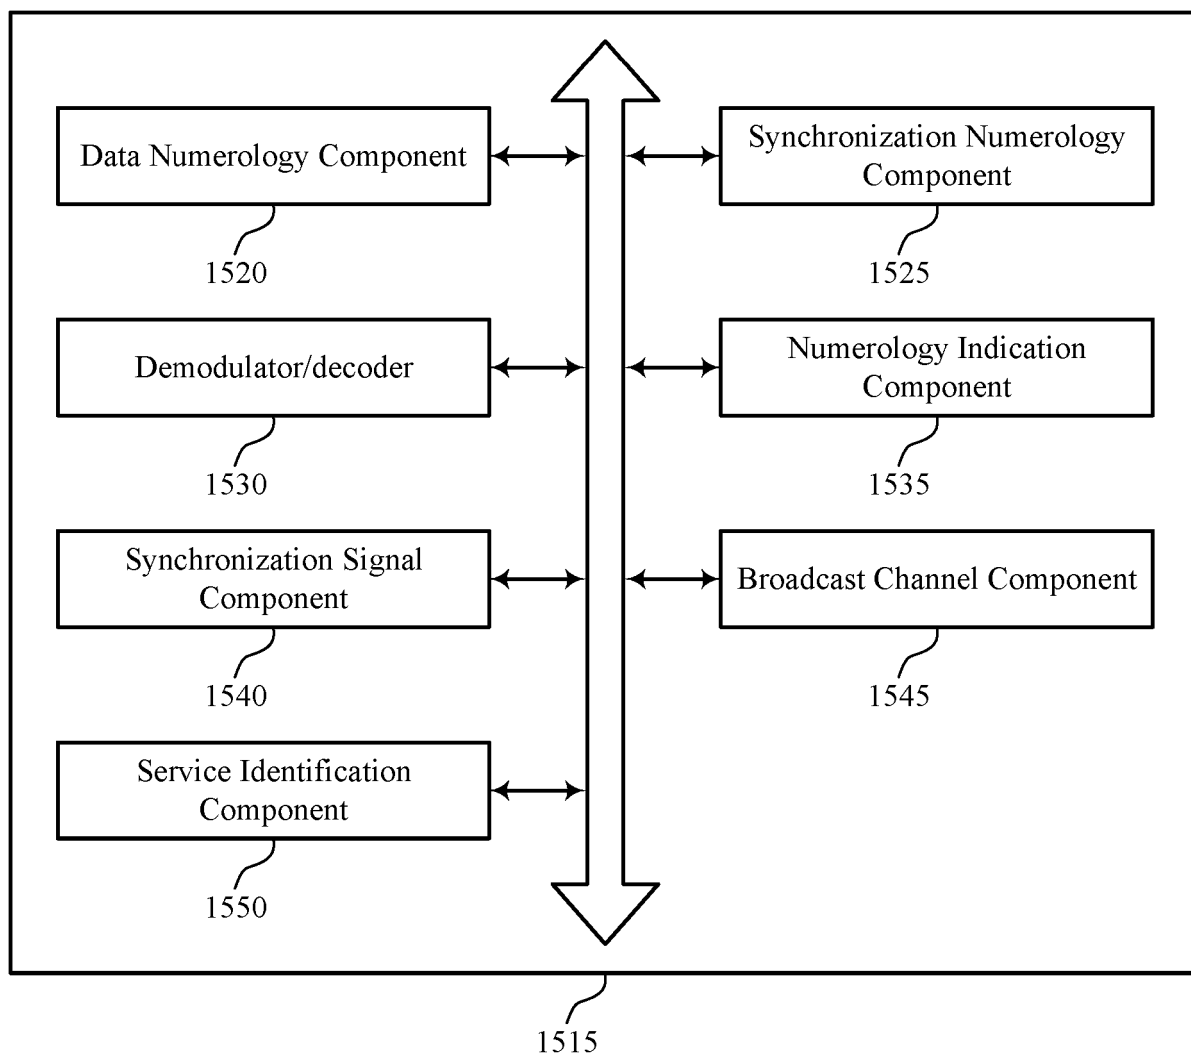 Data Numerology Component
1520
Synchronization Numerology
Component
1525
Demodulator/decoder
1530
Numerology Indication
Component
1535
Synchronization Signal
Component
1540
Broadcast Channel Component
1545
Service Identification
Component
1550
1515